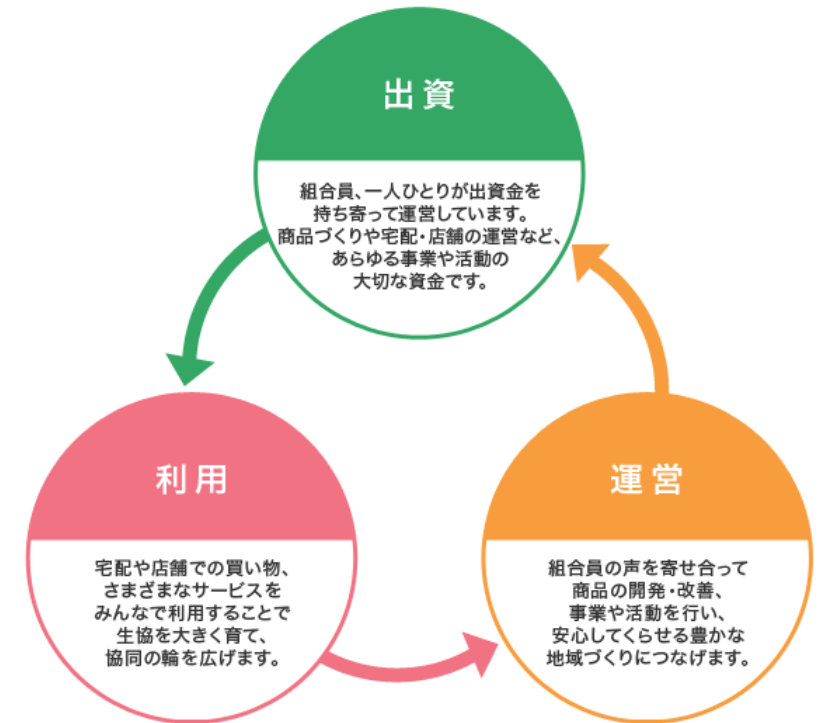 出資
組合員、一人ひとりが出資金を
持ち寄って運営しています。
商品づくりや宅配・店舗の運営など、
あらゆる事業や活動の
大切な資金です。
利用
宅配や店舗での買い物、
さまざまなサービスを
みんなで利用することで
生協を大きく育て、
協同の輪を広げます。
運営
組合員の声を寄せ合って
商品の開発・改善、
事業や活動を行い、
安心してくらせる豊かな
地域づくりにつなげます。